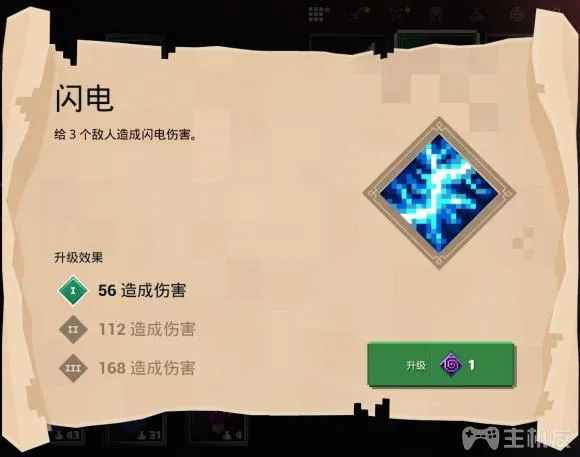 闪电
给 3 个敌人造成闪电伤害。
升级效果
I 56 造成伤害
II 112 造成伤害
III 168 造成伤害
升级 1
43 31 4
主机友